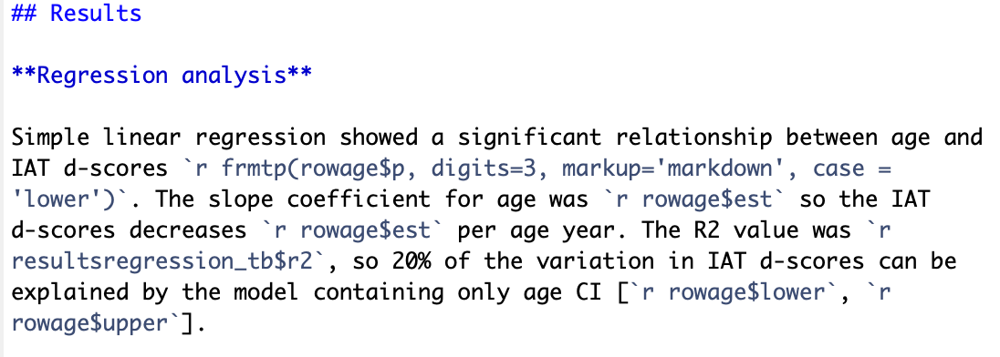 ## Results
**Regression analysis**
Simple linear regression showed a significant relationship between age and
IAT d-scores `r frmtp(rowage$p, digits=3, markup='markdown', case =
'lower')`. The slope coefficient for age was `r rowage$est` so the IAT
d-scores decreases `r rowage$est` per age year. The R2 value was `r
resultsregression_tb$r2`, so 20% of the variation in IAT d-scores can be
explained by the model containing only age CI [`r rowage$lower`, `r
rowage$upper`].